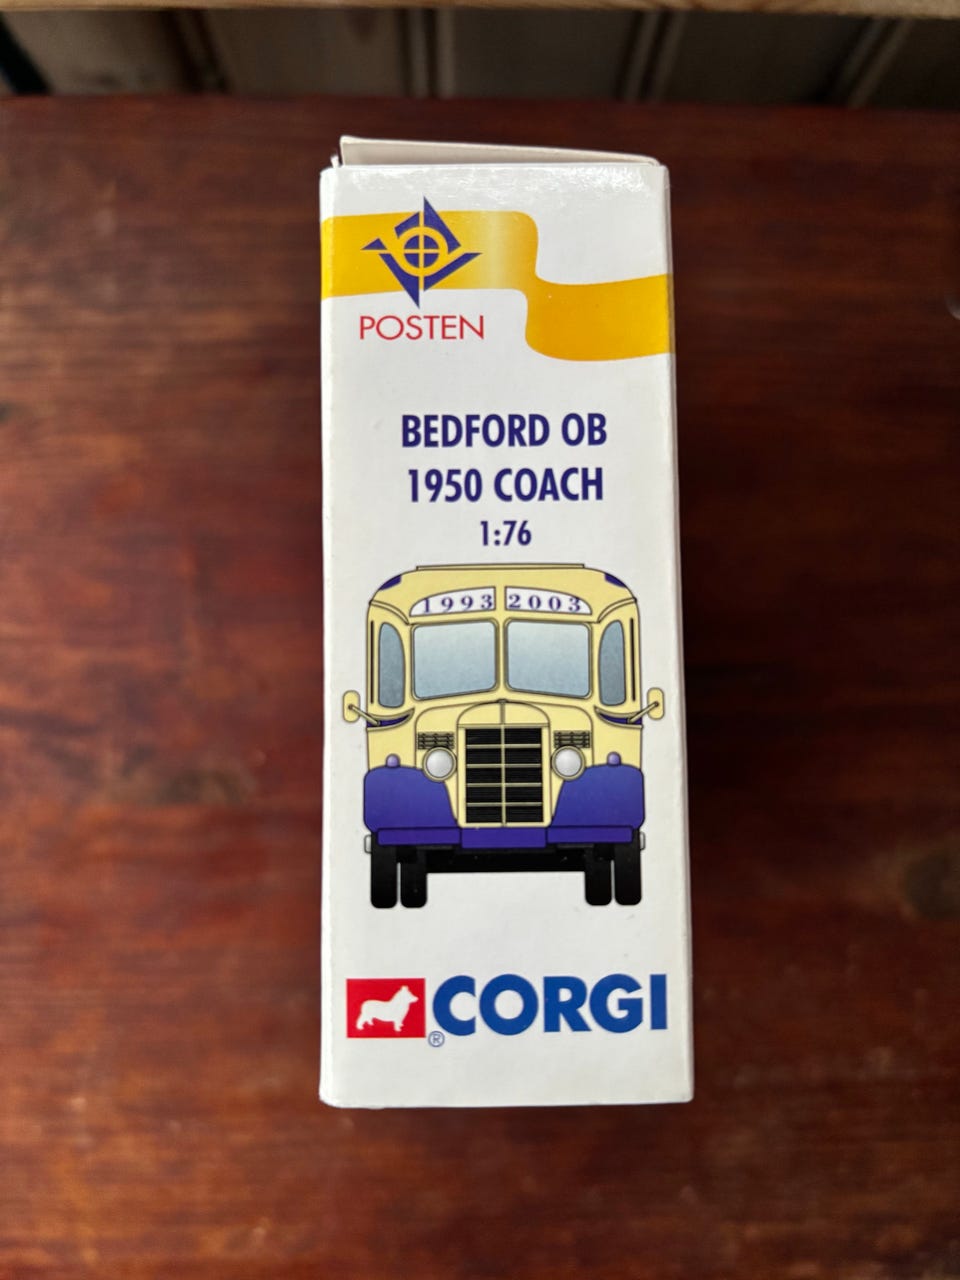 POSTEN
BEDFORD OB
1950 COACH
1:76
1993 2003
CORGI
®